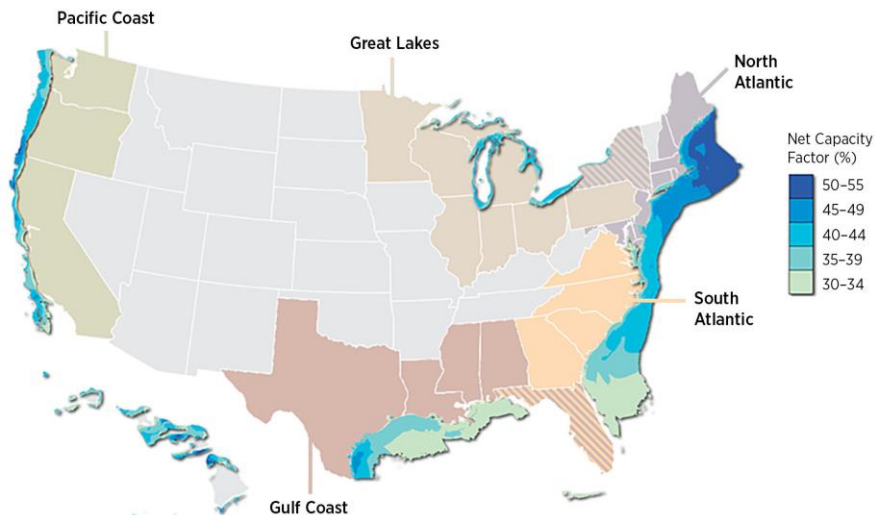 Pacific Coast
Great Lakes
North
Atlantic
Net Capacity
Factor (%)
50–55
45–49
40–44
35–39
30–34
South
Atlantic
Gulf Coast